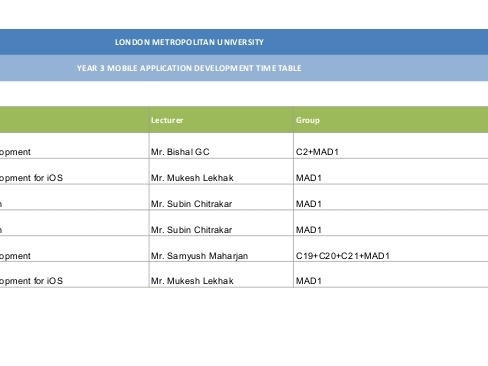 LONDON METROPOLITAN UNIVERSITY
YEAR 3 MOBILE APPLICATION DEVELOPMENT TIME TABLE
Lecturer Group
opment Mr. Bishal GC C2+MAD1
opment for iOS Mr. Mukesh Lekhak MAD1
n Mr. Subin Chitrakar MAD1
n Mr. Subin Chitrakar MAD1
opment Mr. Samyush Maharjan C19+C20+C21+MAD1
opment for iOS Mr. Mukesh Lekhak MAD1